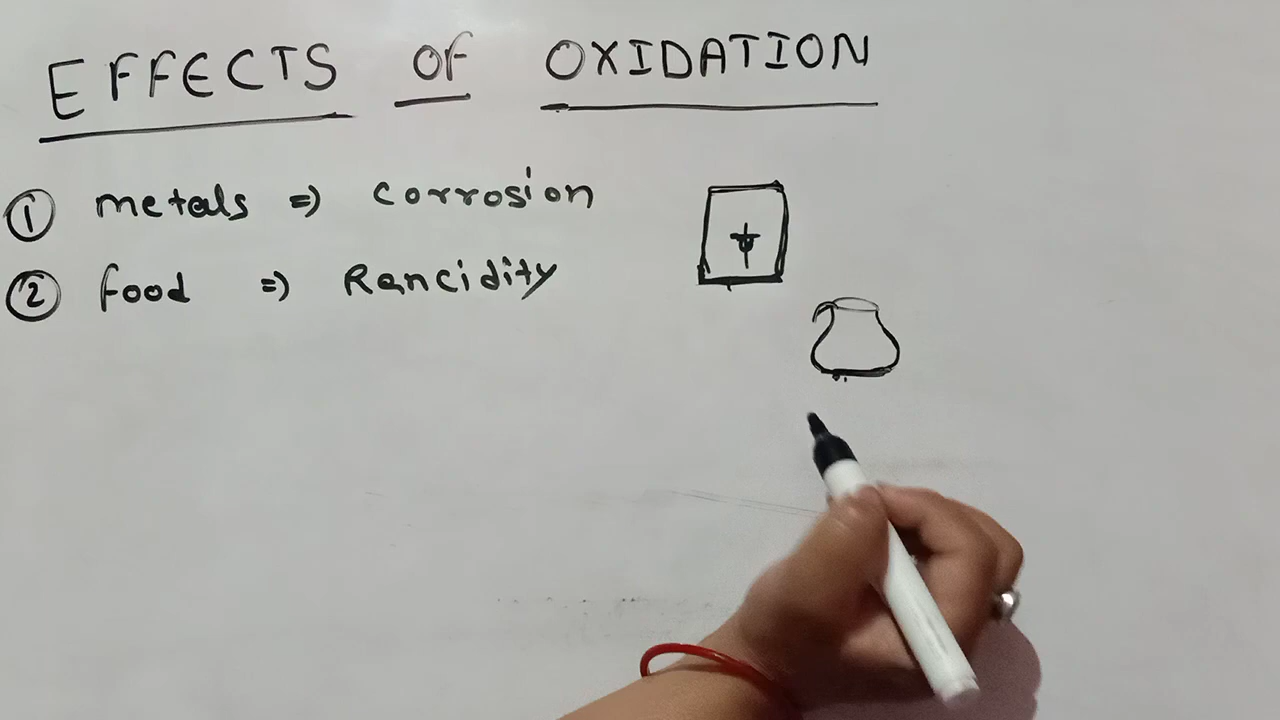 EFFECTS OF OXIDATION
① metals => corrosion
② food => Rancidity